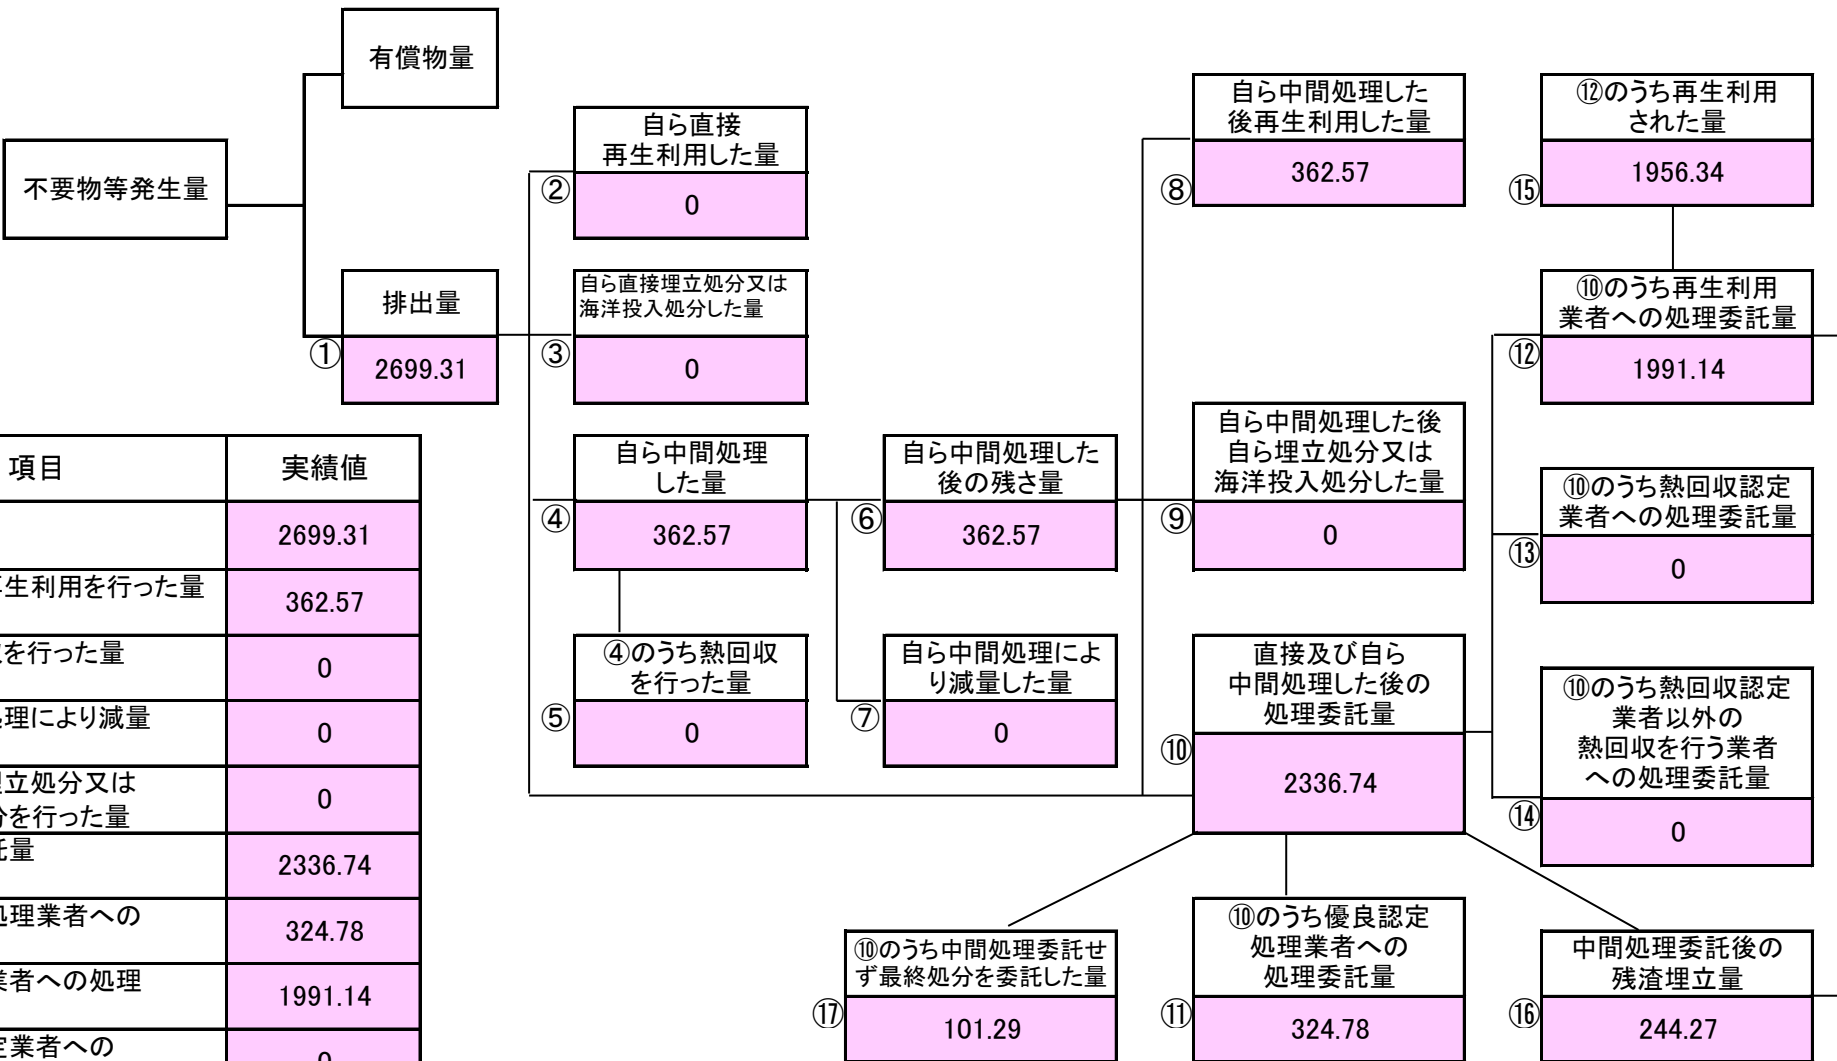 有償物量
不要物等発生量
排出量
①
2699.31
自ら直接
再生利用した量
②
0
自ら直接埋立処分又は
海洋投入処分した量
③
0
自ら中間処理
した量
④
362.57
④のうち熱回収
を行った量
⑤
0
自ら中間処理した
後の残さ量
⑥
362.57
自ら中間処理によ
り減量した量
⑦
0
自ら中間処理した
後再生利用した量
⑧
362.57
自ら中間処理した後
自ら埋立処分又は
海洋投入処分した量
⑨
0
直接及び自ら
中間処理した後の
処理委託量
⑩
2336.74
⑫のうち再生利用
された量
⑮
1956.34
⑩のうち再生利用
業者への処理委託量
⑫
1991.14
⑩のうち熱回収認定
業者への処理委託量
⑬
0
⑩のうち熱回収認定
業者以外の
熱回収を行う業者
への処理委託量
⑭
0
⑩のうち中間処理委託せ
ず最終処分を委託した量
⑰
101.29
⑩のうち優良認定
処理業者への
処理委託量
⑪
324.78
中間処理委託後の
残渣埋立量
⑯
244.27
項目 実績値
2699.31
生利用を行った量
362.57
を行った量
0
理により減量
0
立処分又は
を行った量
0
量
2336.74
処理業者への
324.78
業者への処理
1991.14
業者への